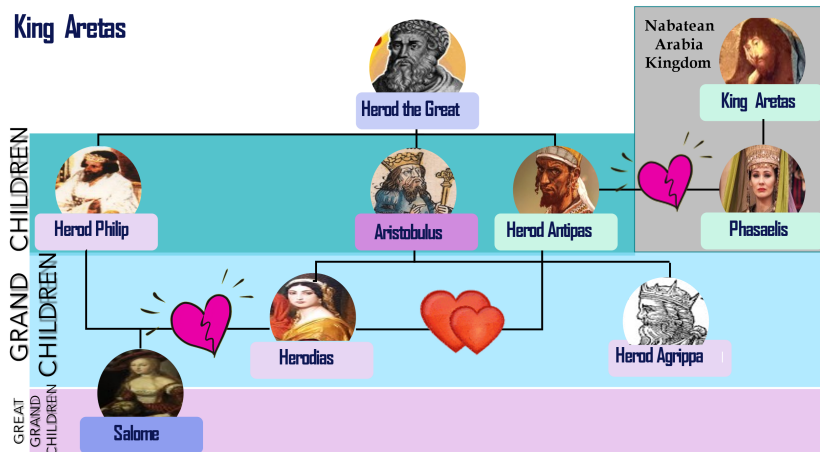 King Aretas
Nabatean
Arabia
Kingdom
Herod the Great
King Aretas
CHILDREN
Herod Philip
Aristobulus
Herod Antipas
Phasaelis
GRAND
CHILDREN
Herodias
Herod Agrippa
GREAT
GRAND
CHILDREN
Salome